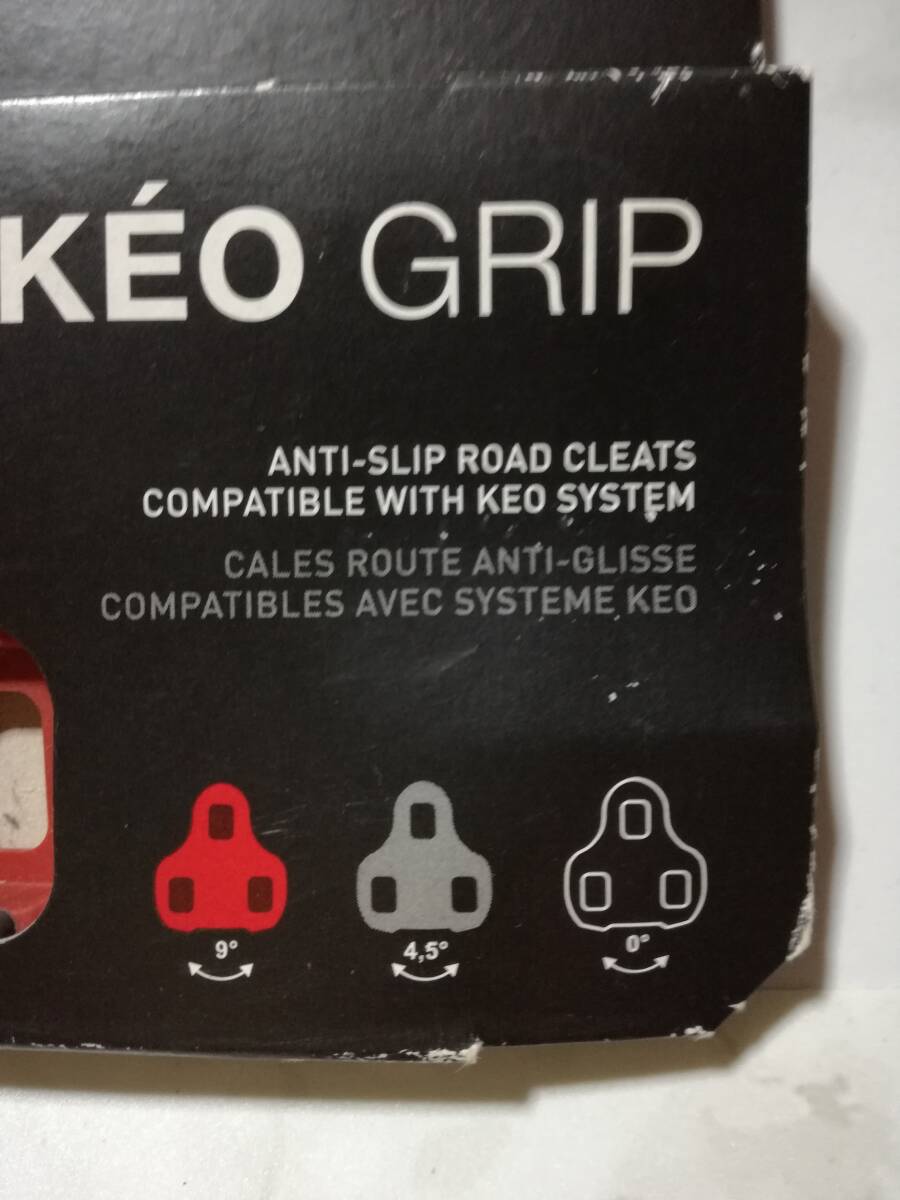 KÉO GRIP
ANTI-SLIP ROAD CLEATS
COMPATIBLE WITH KEO SYSTEM
CALES ROUTE ANTI-GLISSE
COMPATIBLES AVEC SYSTEME KEO
9° 4,5° 0°